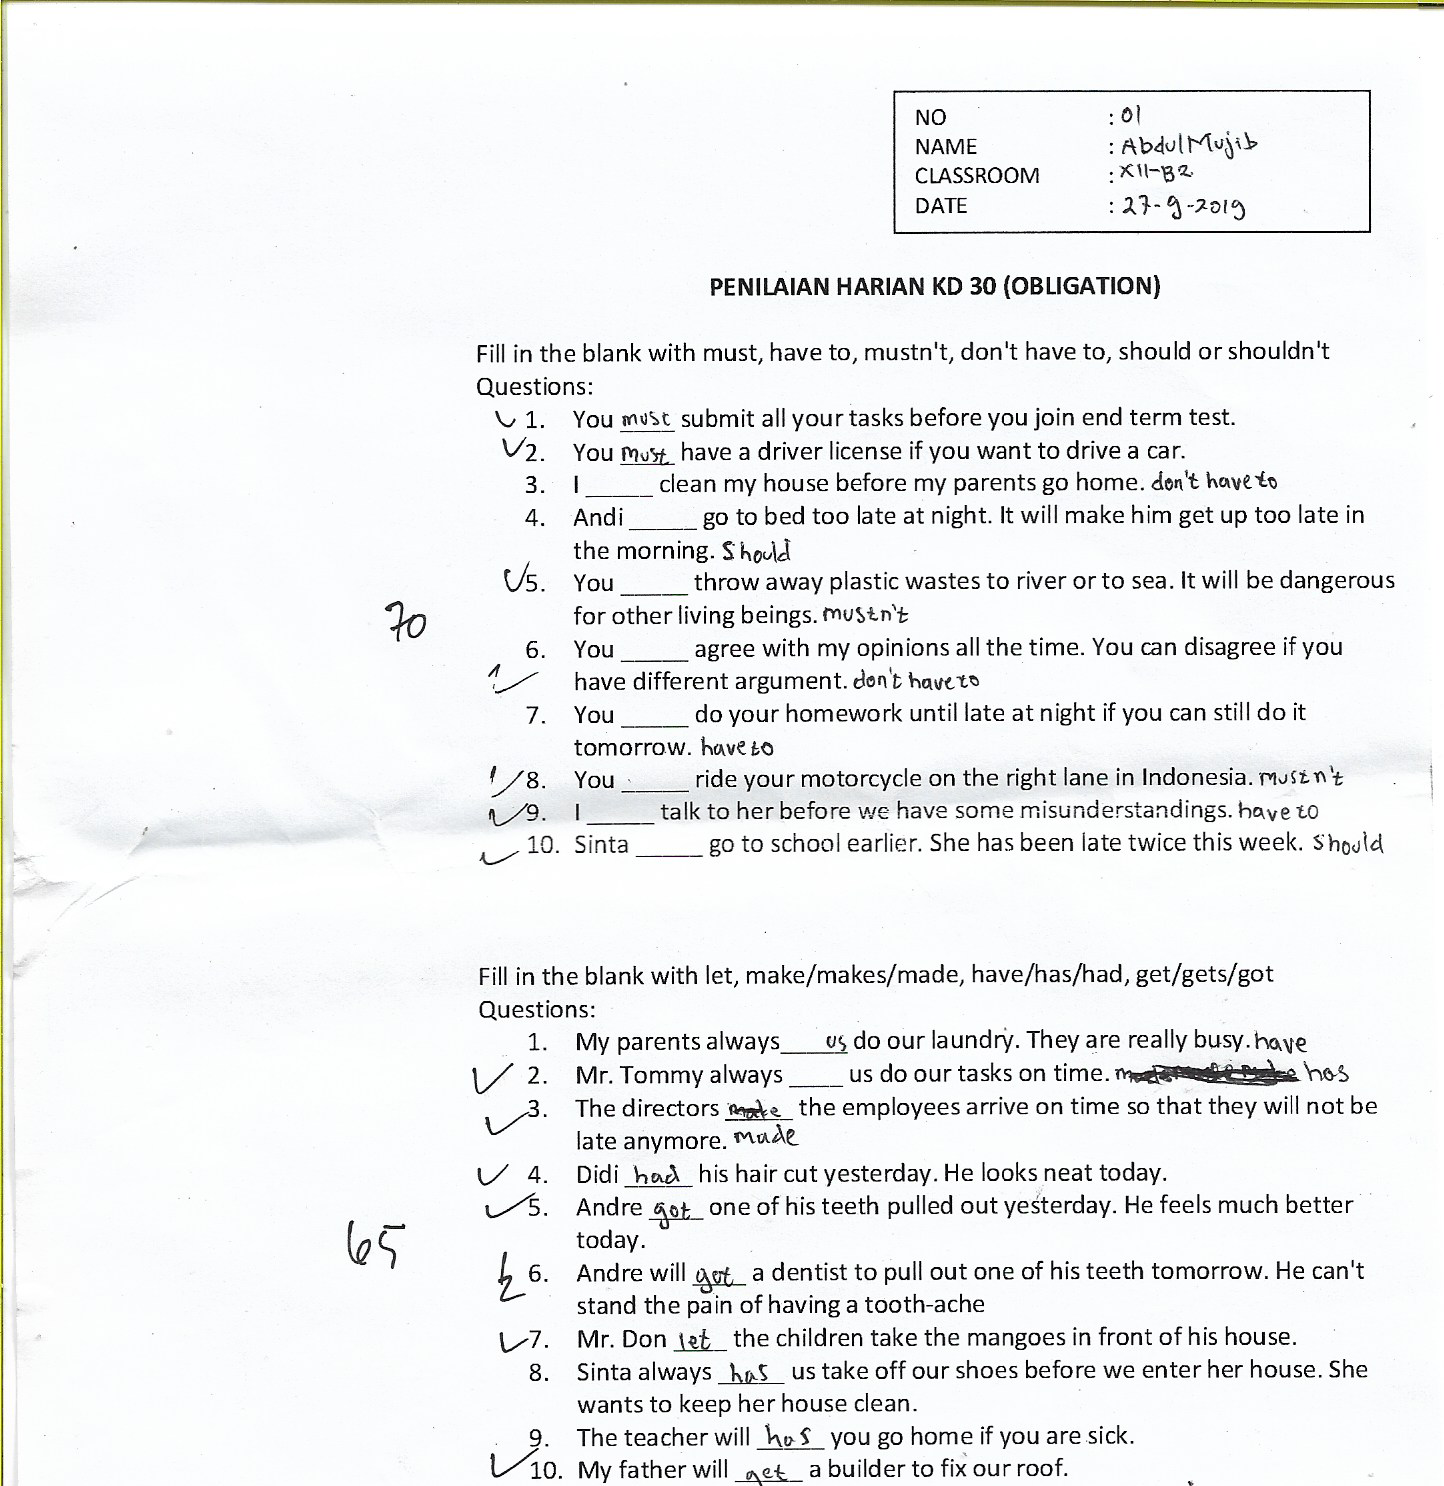 NO : 01
NAME : Abdul Mujib
CLASSROOM : XII-B2
DATE : 27-9-2019
PENILAIAN HARIAN KD 30 (OBLIGATION)
Fill in the blank with must, have to, mustn't, don't have to, should or shouldn't
Questions:
1. You must submit all your tasks before you join end term test.
2. You must have a driver license if you want to drive a car.
3. I _____ clean my house before my parents go home. don't have to
4. Andi _____ go to bed too late at night. It will make him get up too late in
the morning. Should
5. You _____ throw away plastic wastes to river or to sea. It will be dangerous
for other living beings. mustn't
70
6. You _____ agree with my opinions all the time. You can disagree if you
have different argument. don't have to
7. You _____ do your homework until late at night if you can still do it
tomorrow. have to
8. You _____ ride your motorcycle on the right lane in Indonesia. mustn't
9. I _____ talk to her before we have some misunderstandings. have to
10. Sinta _____ go to school earlier. She has been late twice this week. Should
Fill in the blank with let, make/makes/made, have/has/had, get/gets/got
Questions:
1. My parents always____us do our laundry. They are really busy. have
2. Mr. Tommy always ____ us do our tasks on time. has
3. The directors make the employees arrive on time so that they will not be
late anymore. made
4. Didi had his hair cut yesterday. He looks neat today.
5. Andre got one of his teeth pulled out yesterday. He feels much better
today.
65
½ 6. Andre will got a dentist to pull out one of his teeth tomorrow. He can't
stand the pain of having a tooth-ache
7. Mr. Don let the children take the mangoes in front of his house.
8. Sinta always has us take off our shoes before we enter her house. She
wants to keep her house clean.
9. The teacher will has you go home if you are sick.
10. My father will get a builder to fix our roof.